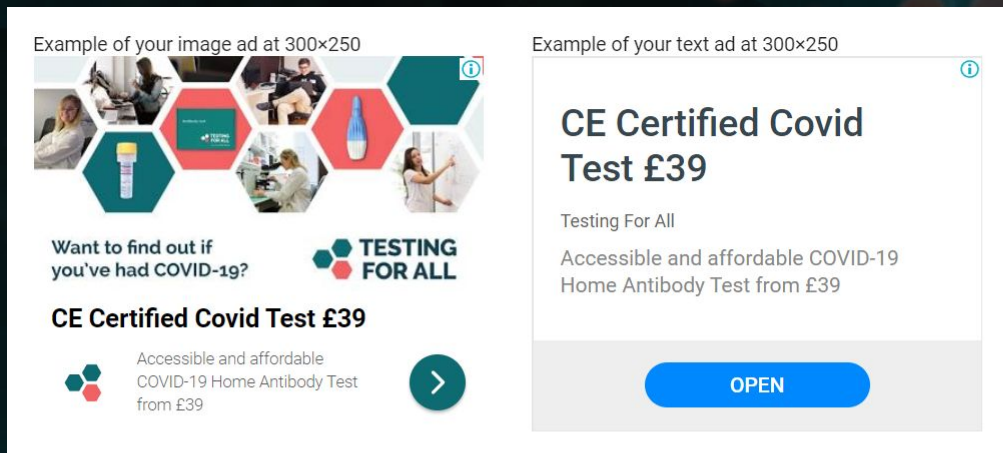 Example of your image ad at 300×250
TESTING
FOR ALL
Want to find out if
you've had COVID-19?
TESTING
FOR ALL
CE Certified Covid Test £39
Accessible and affordable
COVID-19 Home Antibody Test
from £39
Example of your text ad at 300×250
CE Certified Covid
Test £39
Testing For All
Accessible and affordable COVID-19
Home Antibody Test from £39
OPEN